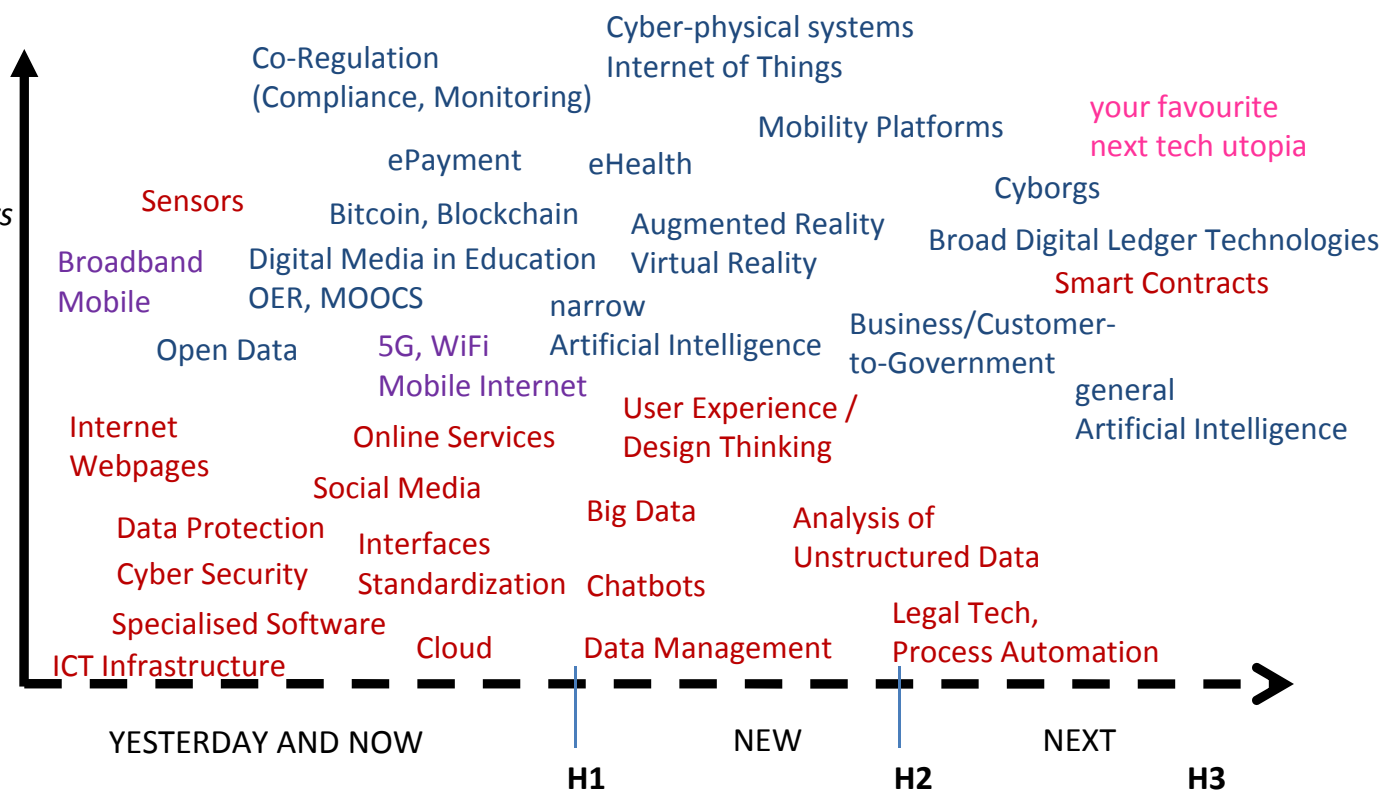 Cyber-physical systems
Internet of Things
Co-Regulation
(Compliance, Monitoring)
your favourite
next tech utopia
Mobility Platforms
ePayment
eHealth
Cyborgs
Sensors
Bitcoin, Blockchain
Augmented Reality
Virtual Reality
Broad Digital Ledger Technologies
Smart Contracts
Broadband
Mobile
Digital Media in Education
OER, MOOCS
narrow
Artificial Intelligence
Business/Customer-
to-Government
Open Data
5G, WiFi
Mobile Internet
general
Artificial Intelligence
User Experience /
Design Thinking
Internet
Webpages
Online Services
Social Media
Big Data
Analysis of
Unstructured Data
Data Protection
Cyber Security
Interfaces
Standardization
Chatbots
Specialised Software
Legal Tech,
Process Automation
ICT Infrastructure
Cloud
Data Management
YESTERDAY AND NOW
NEW
NEXT
H1
H2
H3